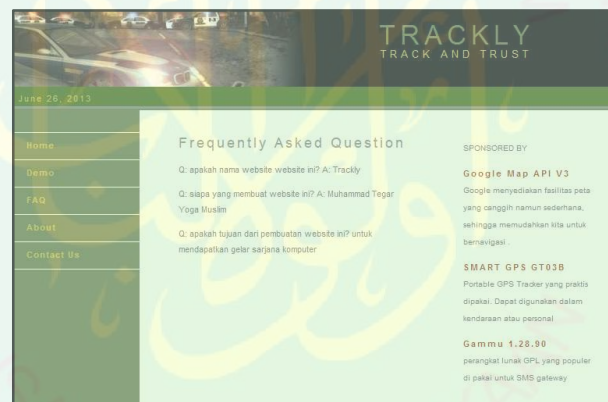 TRACKLY
TRACK AND TRUST
June 26, 2013
Home
Demo
FAQ
About
Contact Us
Frequently Asked Question
Q: apakah nama website website ini? A: Trackly
Q: siapa yang membuat website ini? A: Muhammad Tegar
Yoga Muslim
Q: apakah tujuan dari pembuatan website ini? untuk
mendapatkan gelar sarjana komputer
SPONSORED BY
Google Map API V3
Google menyediakan fasilitas peta
yang canggih namun sederhana,
sehingga memudahkan kita untuk
bernavigasi .
SMART GPS GT03B
Portable GPS Tracker yang praktis
dipakai. Dapat digunakan dalam
kendaraan atau personal
Gammu 1.28.90
perangkat lunak GPL yang populer
di pakai untuk SMS gateway